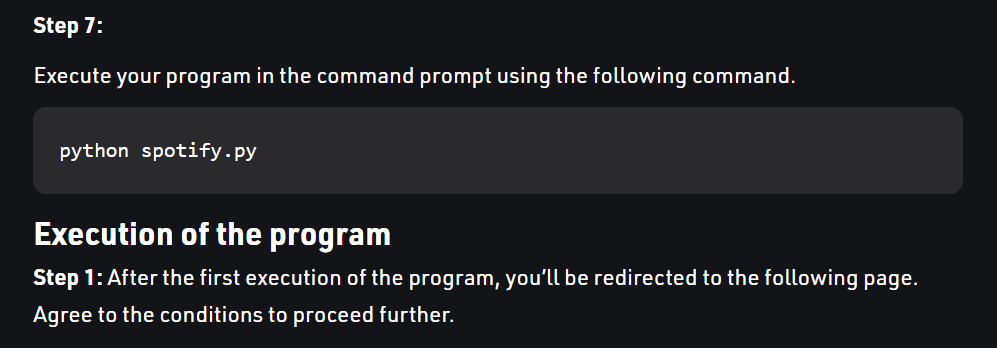 Step 7:
Execute your program in the command prompt using the following command.
python spotify.py
Execution of the program
Step 1: After the first execution of the program, you’ll be redirected to the following page.
Agree to the conditions to proceed further.